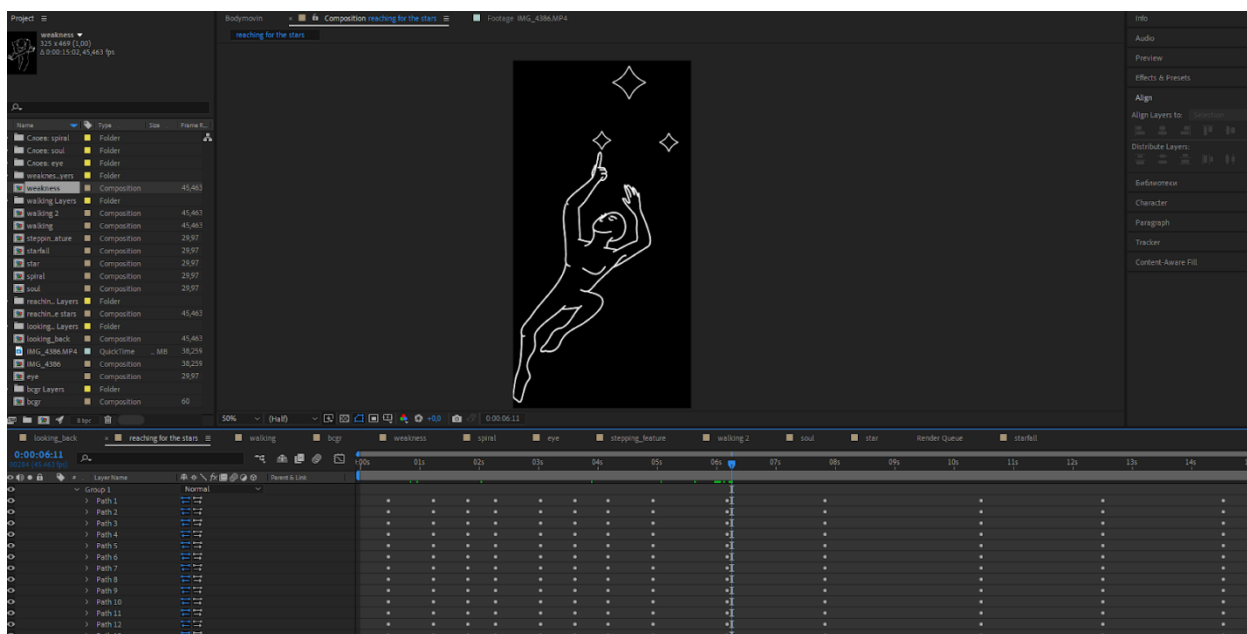 Project
weakness
325 x 469 (1,00)
Δ 0:00:15:02, 45,463 fps
Name Type Size Frame R...
Слоев: spiral Folder
Слоев: soul Folder
Слоев: eye Folder
weaknes...yers Folder
weakness Composition 45,463
walking Layers Folder
walking 2 Composition 45,463
walking Composition 45,463
steppin...ature Composition 29,97
starfall Composition 29,97
star Composition 29,97
spiral Composition 29,97
soul Composition 29,97
reachin... Layers Folder
reachin...e stars Composition 45,463
looking... Layers Folder
looking_back Composition 45,463
IMG_4386.MP4 QuickTime ... MB 38,259
IMG_4386 Composition 38,259
eye Composition 29,97
bcgr Layers Folder
bcgr Composition 60
8 bpc
Bodymovin × Composition reaching for the stars Footage IMG_4386.MP4
reaching for the stars
50% (Half) +0,0 0:00:06:11
Info
Audio
Preview
Effects & Presets
Align
Align Layers to: Selection
Distribute Layers:
Библиотеки
Character
Paragraph
Tracker
Content-Aware Fill
looking_back × reaching for the stars walking bcgr weakness spiral eye stepping_feature walking 2 soul star Render Queue starfall
0:00:06:11
00284 (45.463 fps)
# Layer Name Parent & Link
01s 02s 03s 04s 05s 06s 07s 08s 09s 10s 11s 12s 13s 14s
Group 1 Normal
Path 1
Path 2
Path 3
Path 4
Path 5
Path 6
Path 7
Path 8
Path 9
Path 10
Path 11
Path 12